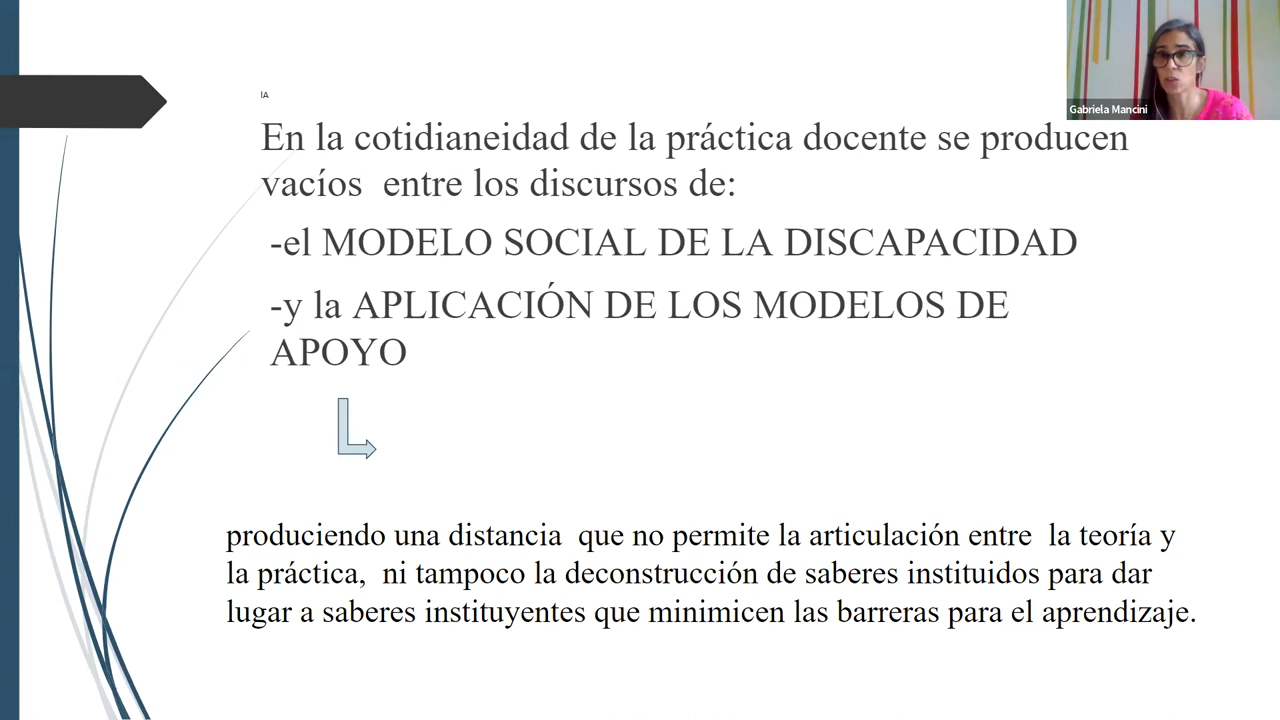 lA
En la cotidianeidad de la práctica docente se producen
vacíos  entre los discursos de:
-el MODELO SOCIAL DE LA DISCAPACIDAD
-y la APLICACIÓN DE LOS MODELOS DE
APOYO
produciendo una distancia  que no permite la articulación entre  la teoría y
la práctica,  ni tampoco la deconstrucción de saberes instituidos para dar
lugar a saberes instituyentes que minimicen las barreras para el aprendizaje.
Gabriela Mancini